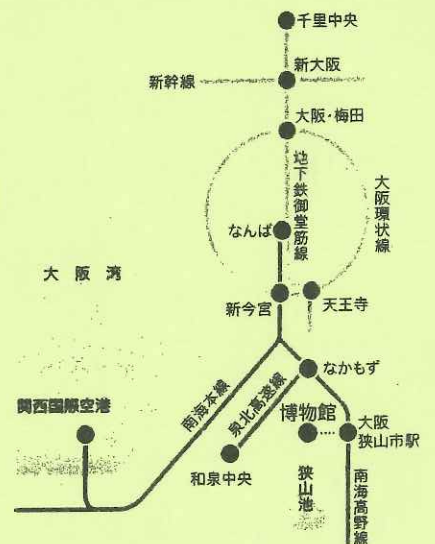 千里中央
新大阪
新幹線
大阪・梅田
地下鉄御堂筋線
大阪環状線
なんば
大阪湾
新今宮
天王寺
なかもず
南海本線
泉北高速線
関西国際空港
博物館
大阪
狭山市駅
和泉中央
狭山池
南海高野線